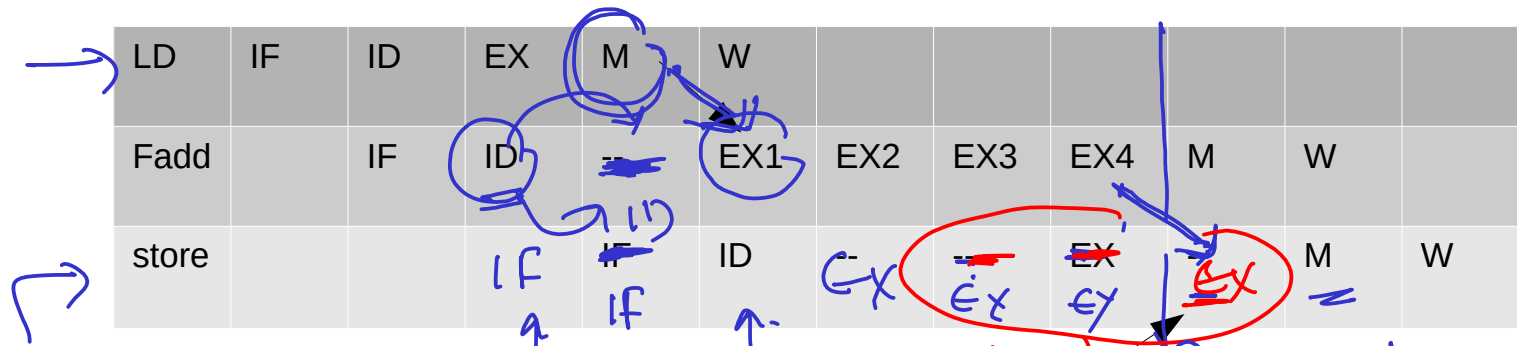 LD IF ID EX M W
Fadd IF ID -- EX1 EX2 EX3 EX4 M W
ID
store IF ID -- -- EX -- M W
IF EX EX
IF EX EX